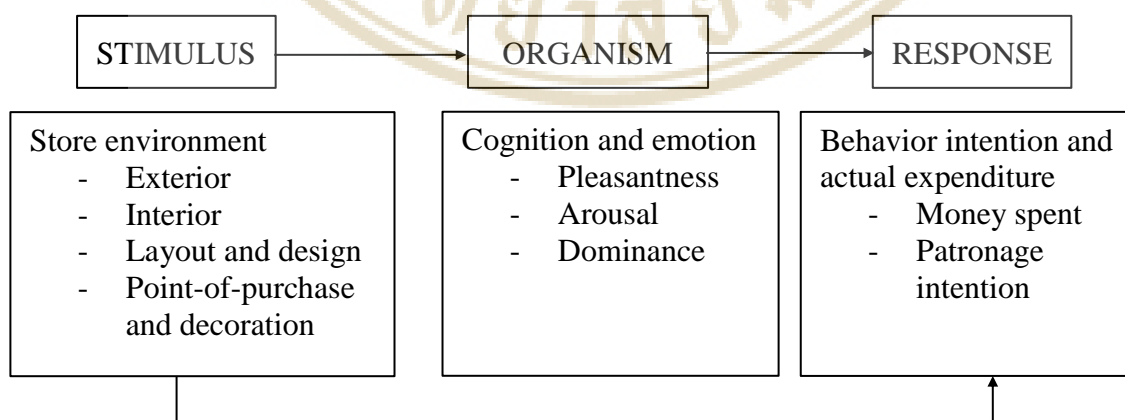 STIMULUS
ORGANISM
RESPONSE
Store environment
- Exterior
- Interior
- Layout and design
- Point-of-purchase
and decoration
Cognition and emotion
- Pleasantness
- Arousal
- Dominance
Behavior intention and
actual expenditure
- Money spent
- Patronage
intention